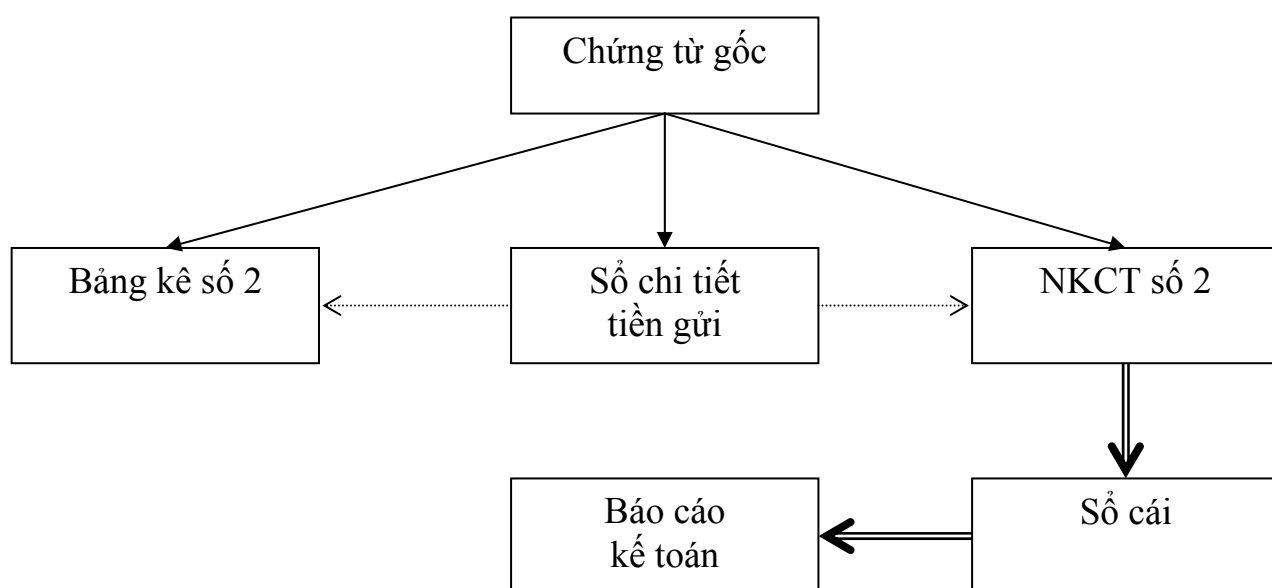 Chứng từ gốc
Bảng kê số 2
Sổ chi tiết
tiền gửi
NKCT số 2
Báo cáo
kế toán
Sổ cái